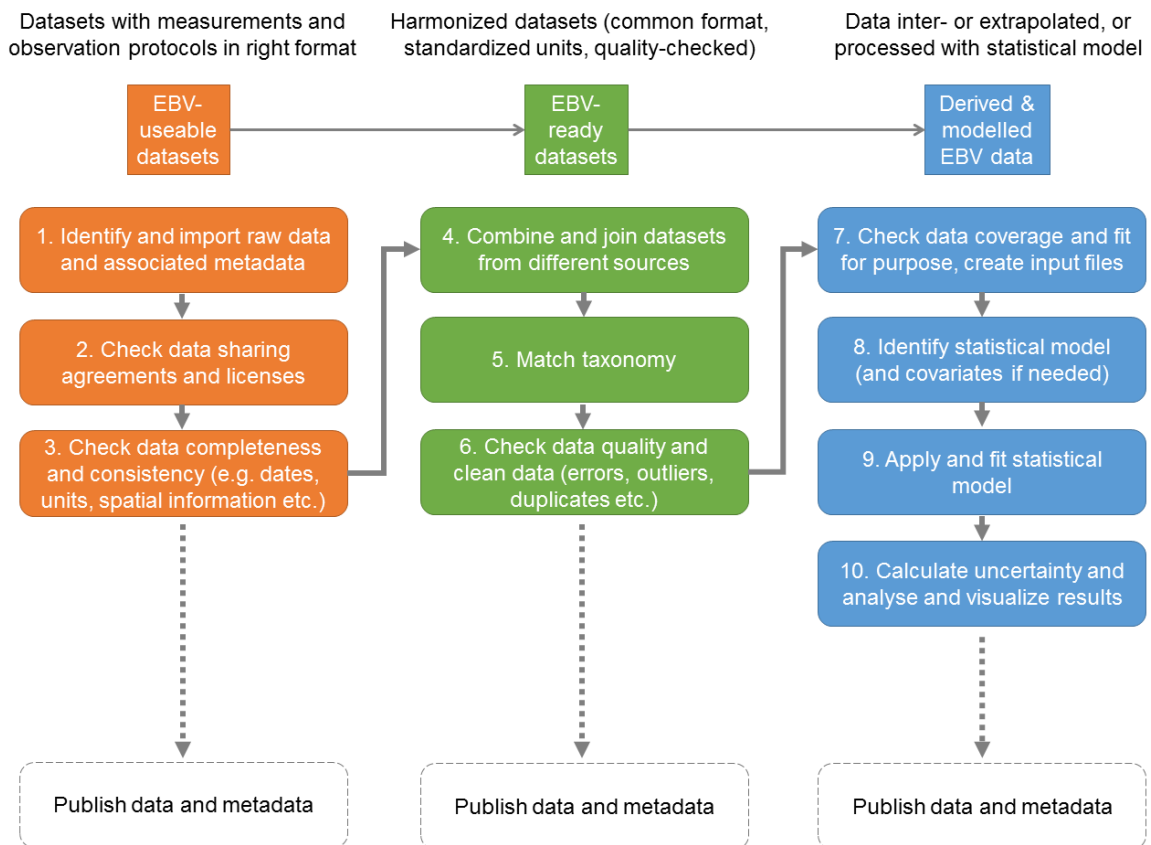 Datasets with measurements and
observation protocols in right format
Harmonized datasets (common format,
standardized units, quality-checked)
Data inter- or extrapolated, or
processed with statistical model
EBV-
useable
datasets
EBV-
ready
datasets
Derived &
modelled
EBV data
1. Identify and import raw data
and associated metadata
2. Check data sharing
agreements and licenses
3. Check data completeness
and consistency (e.g. dates,
units, spatial information etc.)
4. Combine and join datasets
from different sources
5. Match taxonomy
6. Check data quality and
clean data (errors, outliers,
duplicates etc.)
7. Check data coverage and fit
for purpose, create input files
8. Identify statistical model
(and covariates if needed)
9. Apply and fit statistical
model
10. Calculate uncertainty and
analyse and visualize results
Publish data and metadata
Publish data and metadata
Publish data and metadata